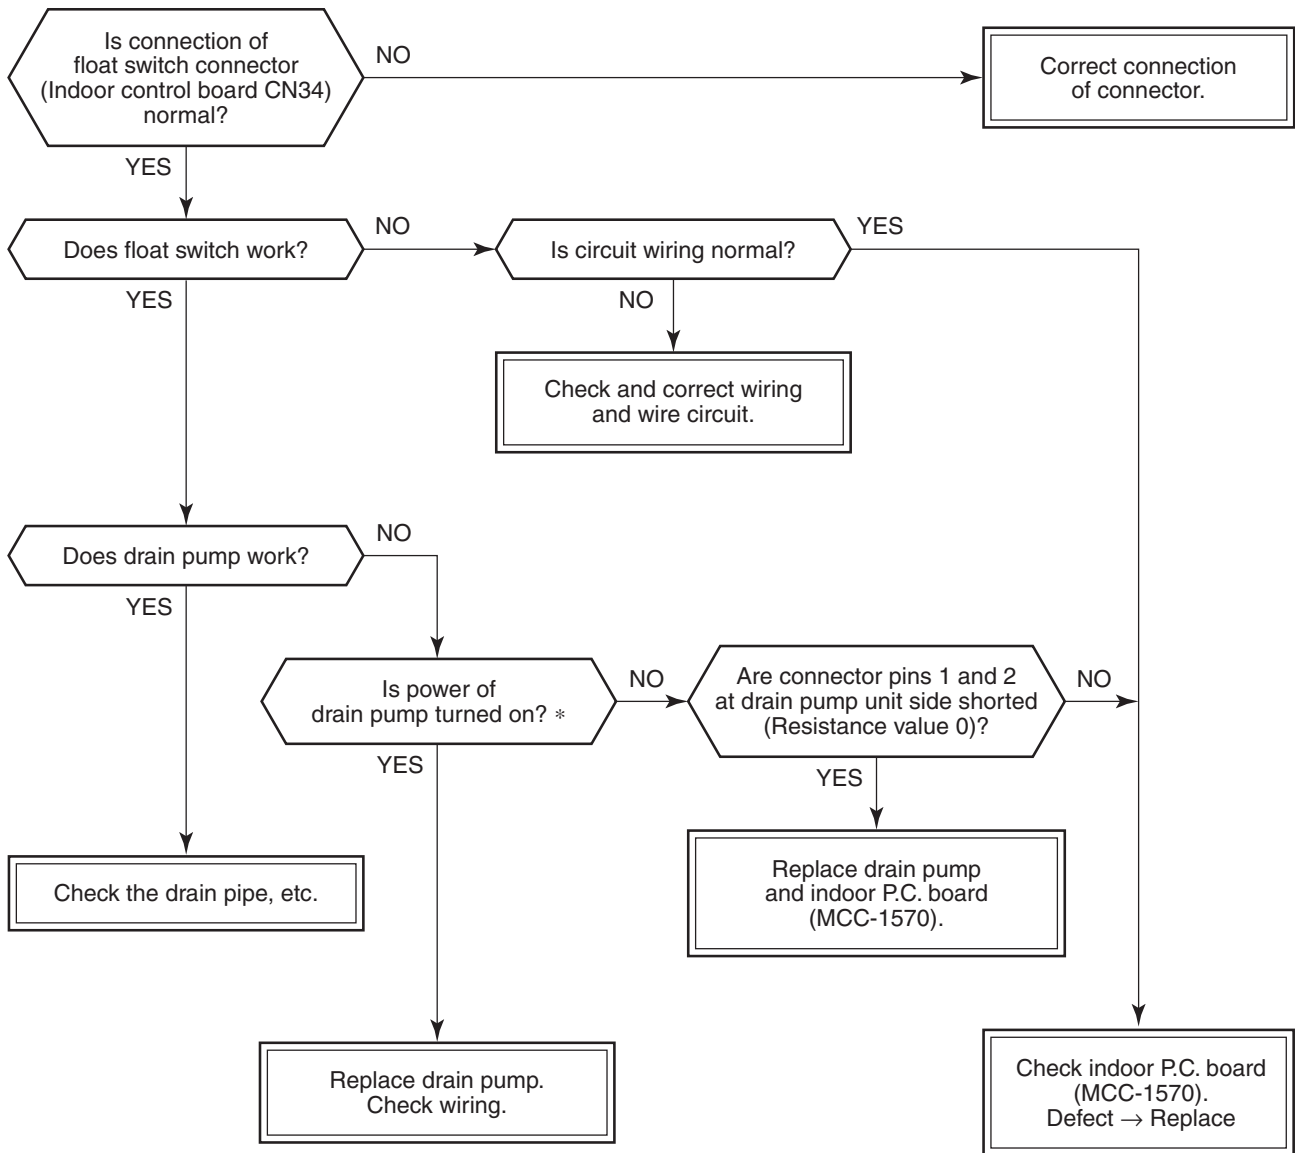 Is connection of
float switch connector
(Indoor control board CN34)
normal?
NO
Correct connection
of connector.
YES
Does float switch work?
NO
Is circuit wiring normal?
YES
YES
NO
Check and correct wiring
and wire circuit.
Does drain pump work?
NO
YES
Is power of
drain pump turned on? *
NO
Are connector pins 1 and 2
at drain pump unit side shorted
(Resistance value 0)?
NO
YES
YES
Check the drain pipe, etc.
Replace drain pump
and indoor P.C. board
(MCC-1570).
Replace drain pump.
Check wiring.
Check indoor P.C. board
(MCC-1570).
Defect → Replace